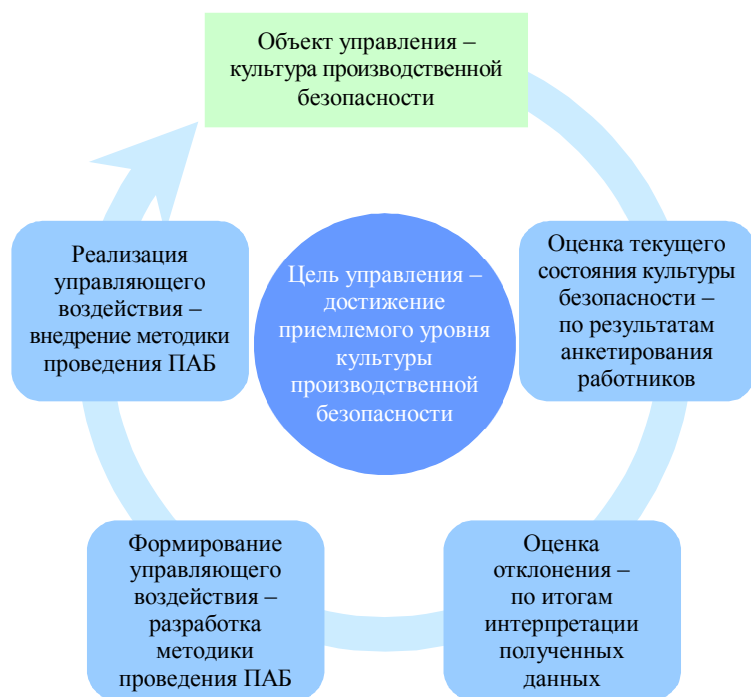 Объект управления –
культура производственной
безопасности
Оценка текущего
состояния культуры
безопасности –
по результатам
анкетирования
работников
Оценка
отклонения –
по итогам
интерпретации
полученных
данных
Формирование
управляющего
воздействия –
разработка
методики
проведения ПАБ
Реализация
управляющего
воздействия –
внедрение методики
проведения ПАБ
Цель управления –
достижение
приемлемого уровня
культуры
производственной
безопасности